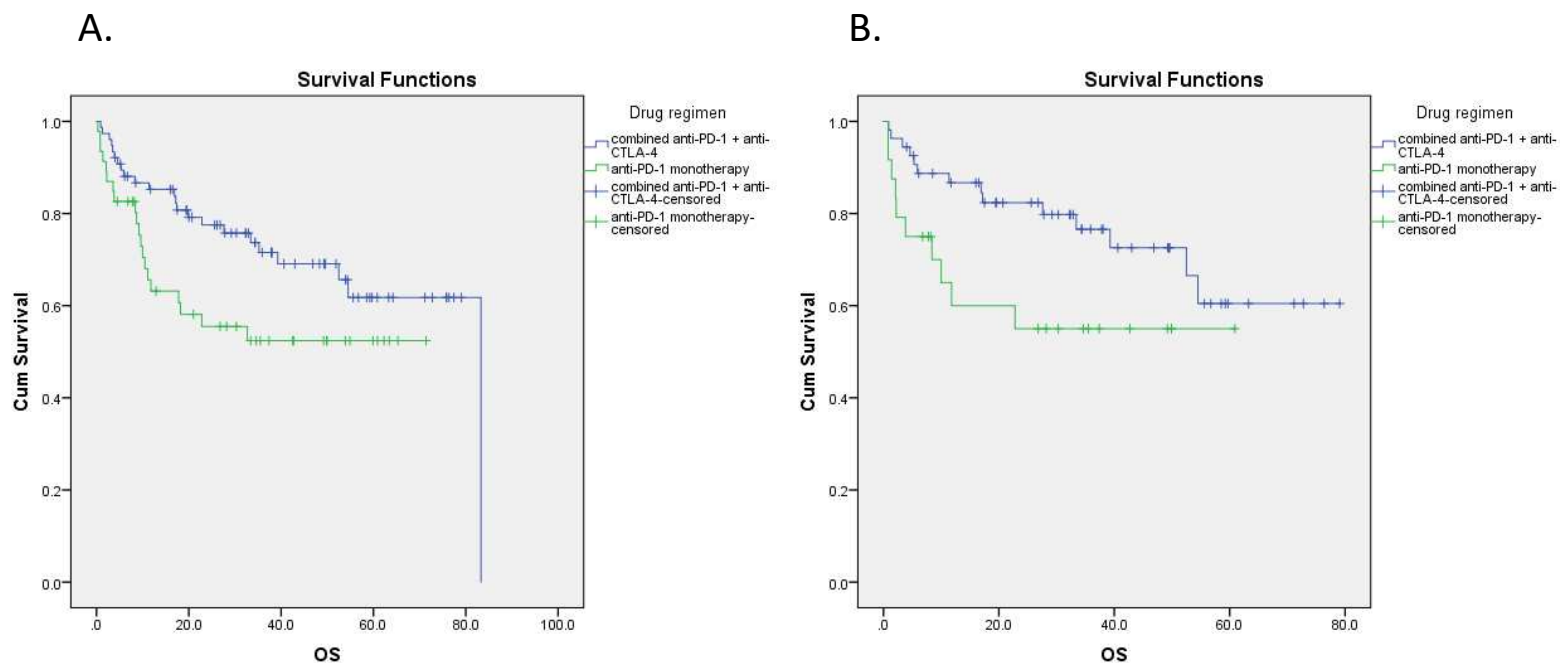 A.
Survival Functions
Cum Survival
1.0
0.8
0.6
0.4
0.2
0.0
.0 20.0 40.0 60.0 80.0 100.0
OS
Drug regimen
combined anti-PD-1 + anti-
CTLA-4
anti-PD-1 monotherapy
combined anti-PD-1 + anti-
CTLA-4-censored
anti-PD-1 monotherapy-
censored
B.
Survival Functions
Cum Survival
1.0
0.8
0.6
0.4
0.2
0.0
.0 20.0 40.0 60.0 80.0
OS
Drug regimen
combined anti-PD-1 + anti-
CTLA-4
anti-PD-1 monotherapy
combined anti-PD-1 + anti-
CTLA-4-censored
anti-PD-1 monotherapy-
censored